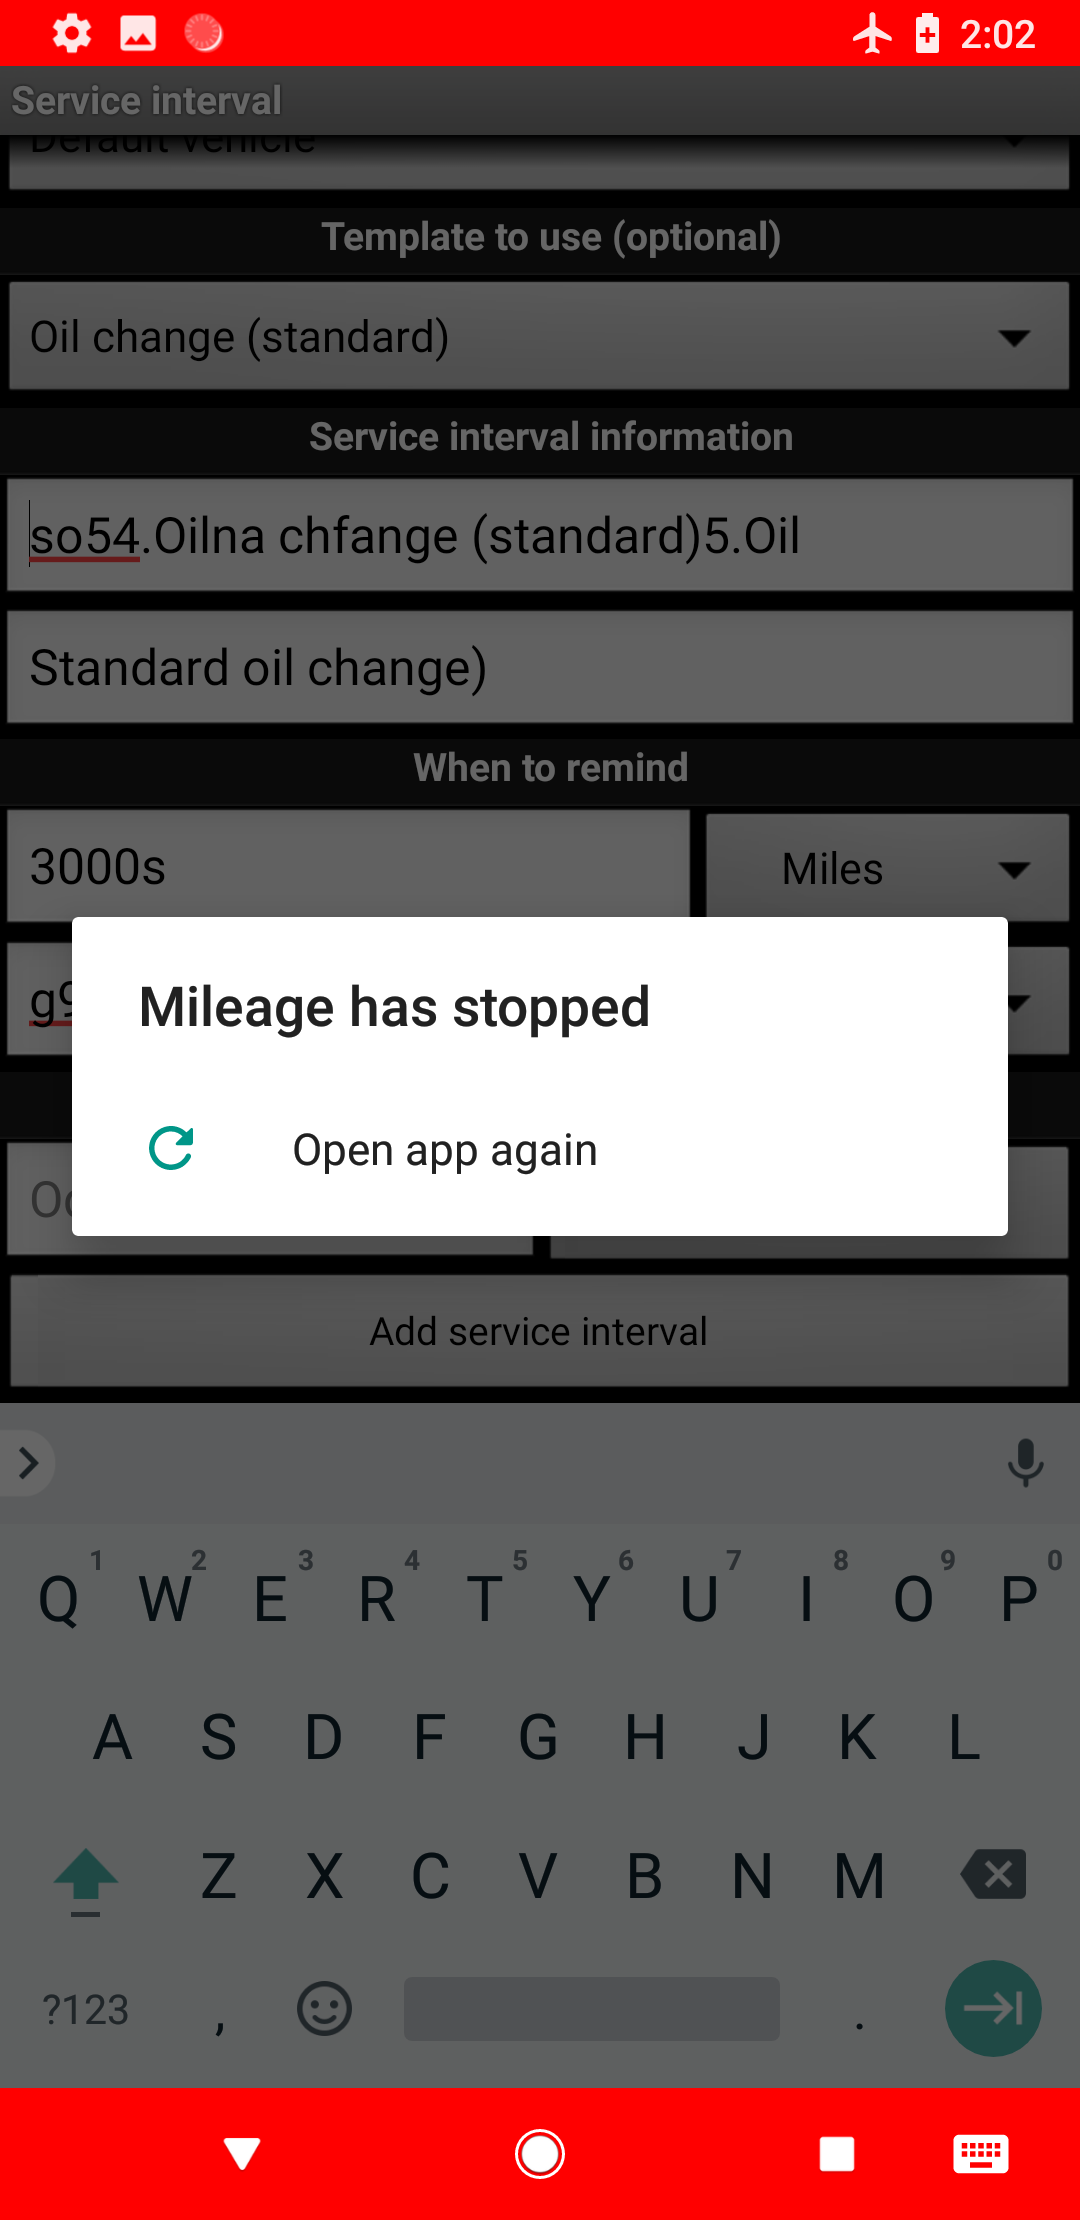 2:02
Service interval
Default vehicle
Template to use (optional)
Oil change (standard)
Service interval information
so54.Oilna chfange (standard)5.Oil
Standard oil change)
When to remind
3000s
Miles
g9
Mileage has stopped
Open app again
Add service interval
1 2 3 4 5 6 7 8 9 0
Q W E R T Y U I O P
A S D F G H J K L
Z X C V B N M
?123 , .